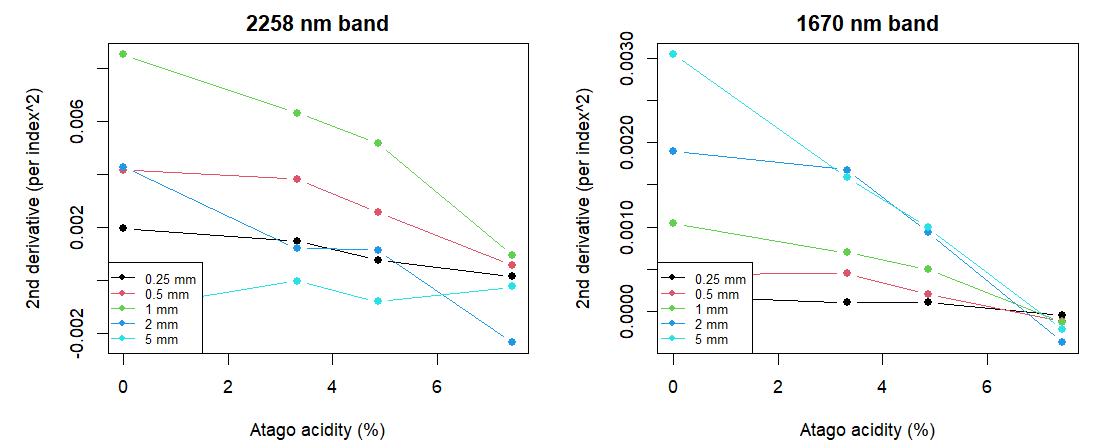 2258 nm band
2nd derivative (per index^2)
-0.002
0.002
0.006
0.25 mm
0.5 mm
1 mm
2 mm
5 mm
0
2
4
6
Atago acidity (%)
1670 nm band
2nd derivative (per index^2)
0.0000
0.0010
0.0020
0.0030
0.25 mm
0.5 mm
1 mm
2 mm
5 mm
0
2
4
6
Atago acidity (%)